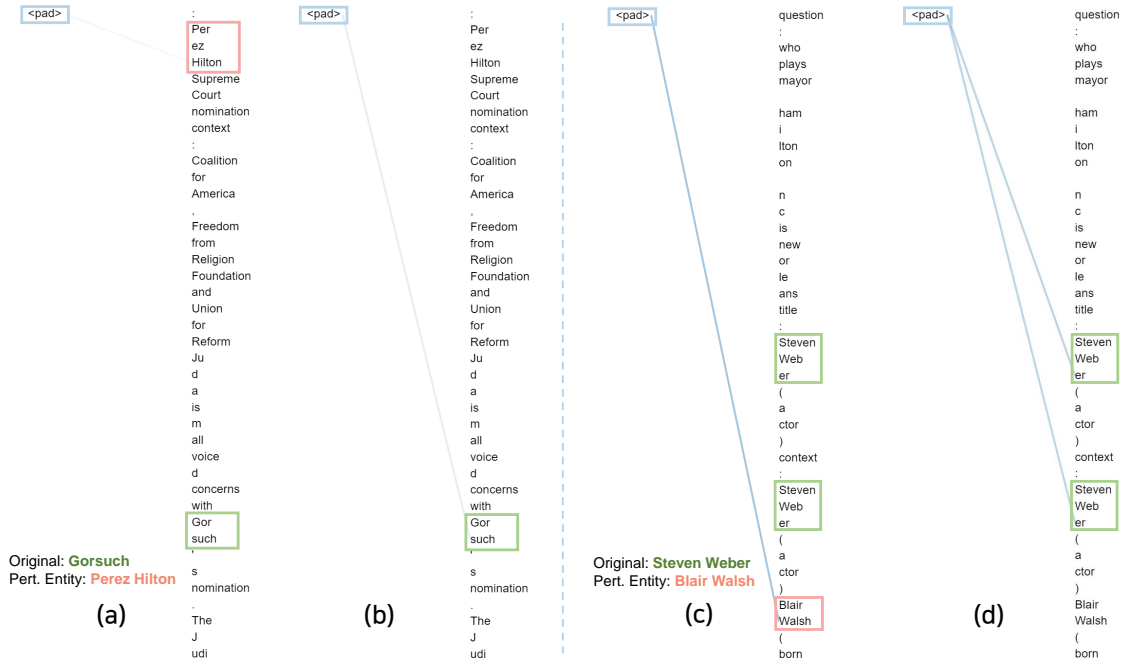 <pad>
:
Per
ez
Hilton
Supreme
Court
nomination
context
:
Coalition
for
America
,
Freedom
from
Religion
Foundation
and
Union
for
Reform
Ju
d
a
is
m
all
voice
d
concerns
with
Gor
such
'
s
nomination
.
The
J
udi
Original: Gorsuch
Pert. Entity: Perez Hilton
(a)
<pad>
:
Per
ez
Hilton
Supreme
Court
nomination
context
:
Coalition
for
America
,
Freedom
from
Religion
Foundation
and
Union
for
Reform
Ju
d
a
is
m
all
voice
d
concerns
with
Gor
such
'
s
nomination
.
The
J
udi
(b)
<pad>
question
:
who
plays
mayor
ham
i
lton
on
n
c
is
new
or
le
ans
title
:
Steven
Web
er
(
a
ctor
)
context
:
Steven
Web
er
(
a
ctor
)
Blair
Walsh
(
born
Original: Steven Weber
Pert. Entity: Blair Walsh
(c)
<pad>
question
:
who
plays
mayor
ham
i
lton
on
n
c
is
new
or
le
ans
title
:
Steven
Web
er
(
a
ctor
)
context
:
Steven
Web
er
(
a
ctor
)
Blair
Walsh
(
born
(d)